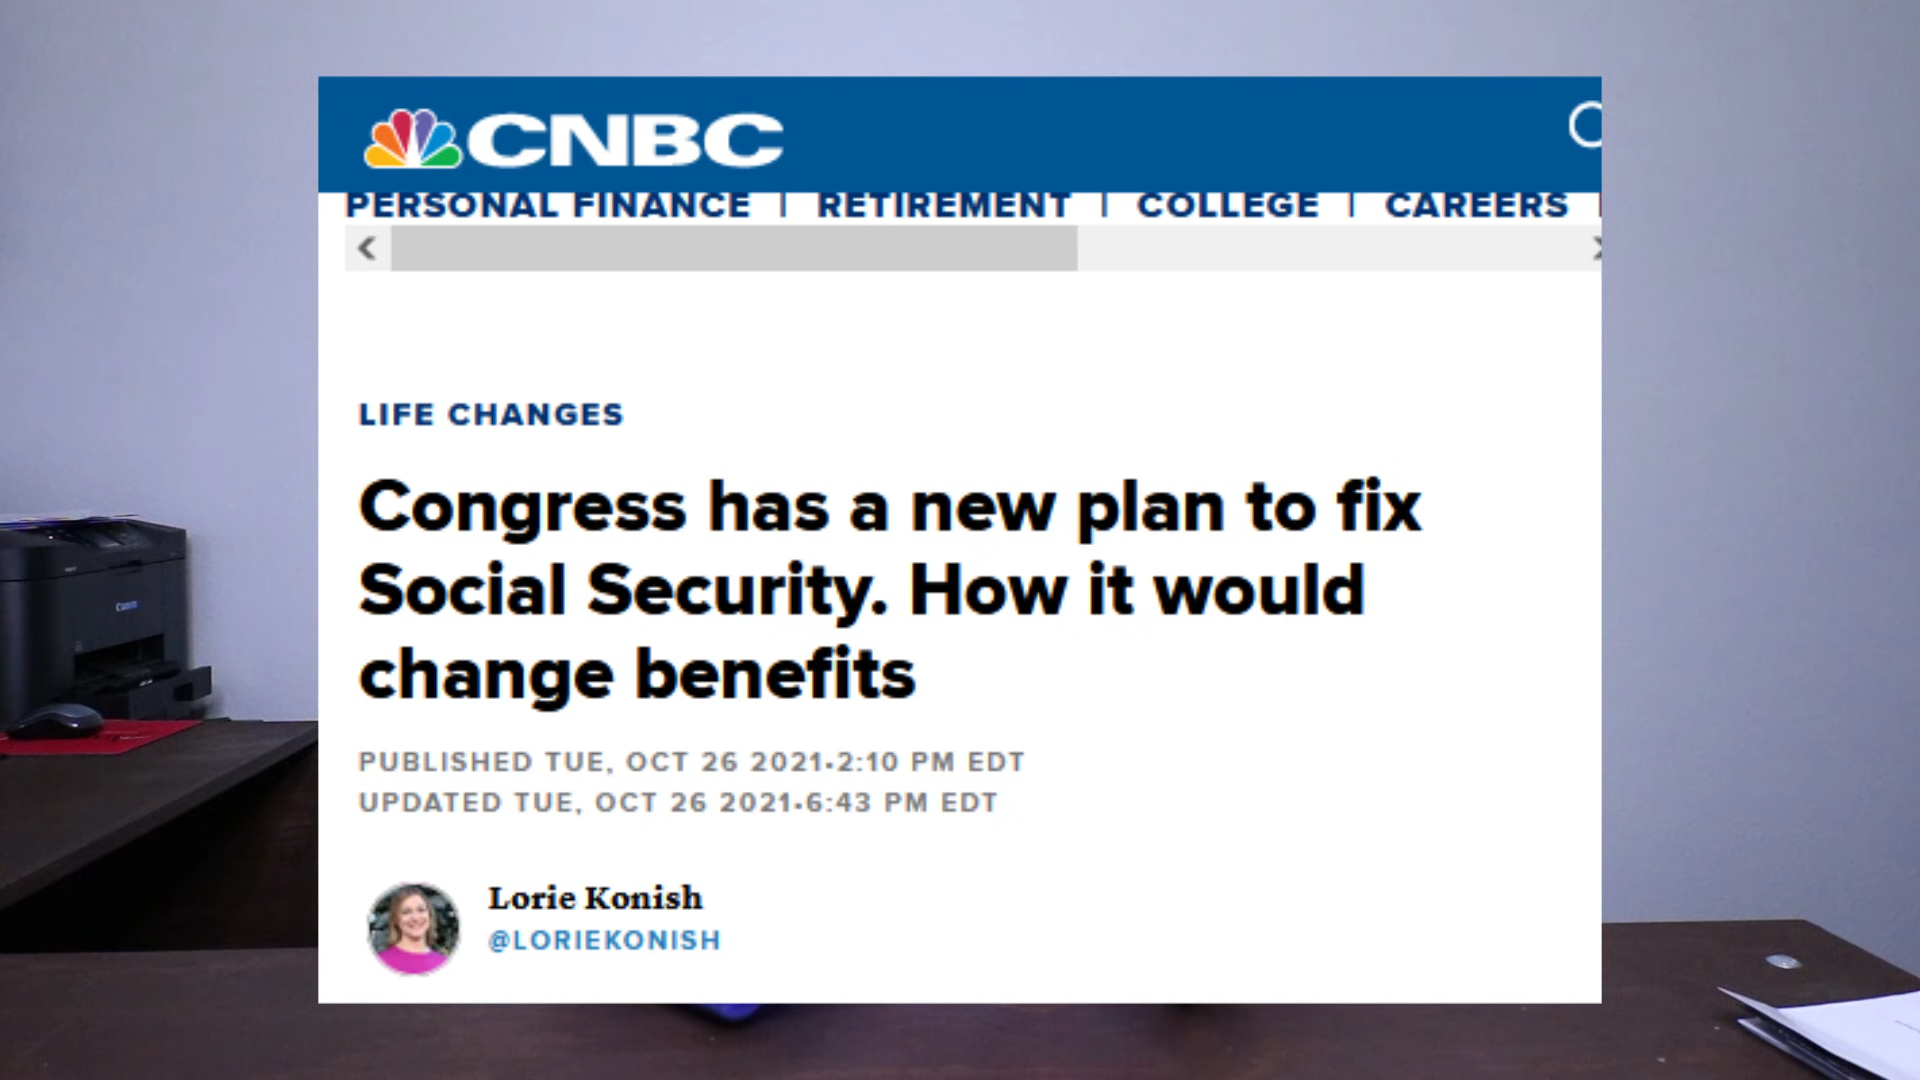 CNBC
PERSONAL FINANCE | RETIREMENT | COLLEGE | CAREERS
LIFE CHANGES
Congress has a new plan to fix
Social Security. How it would
change benefits
PUBLISHED TUE, OCT 26 2021•2:10 PM EDT
UPDATED TUE, OCT 26 2021•6:43 PM EDT
Lorie Konish
@LORIEKONISH
Canon